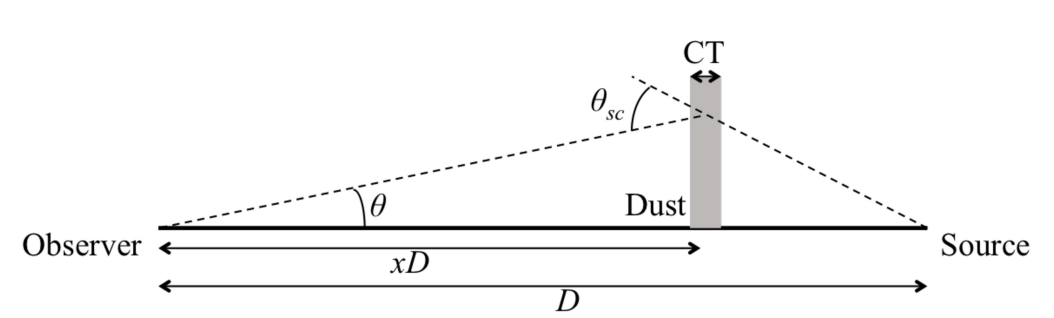 CT
θsc
θ
Dust
Observer
Source
xD
D